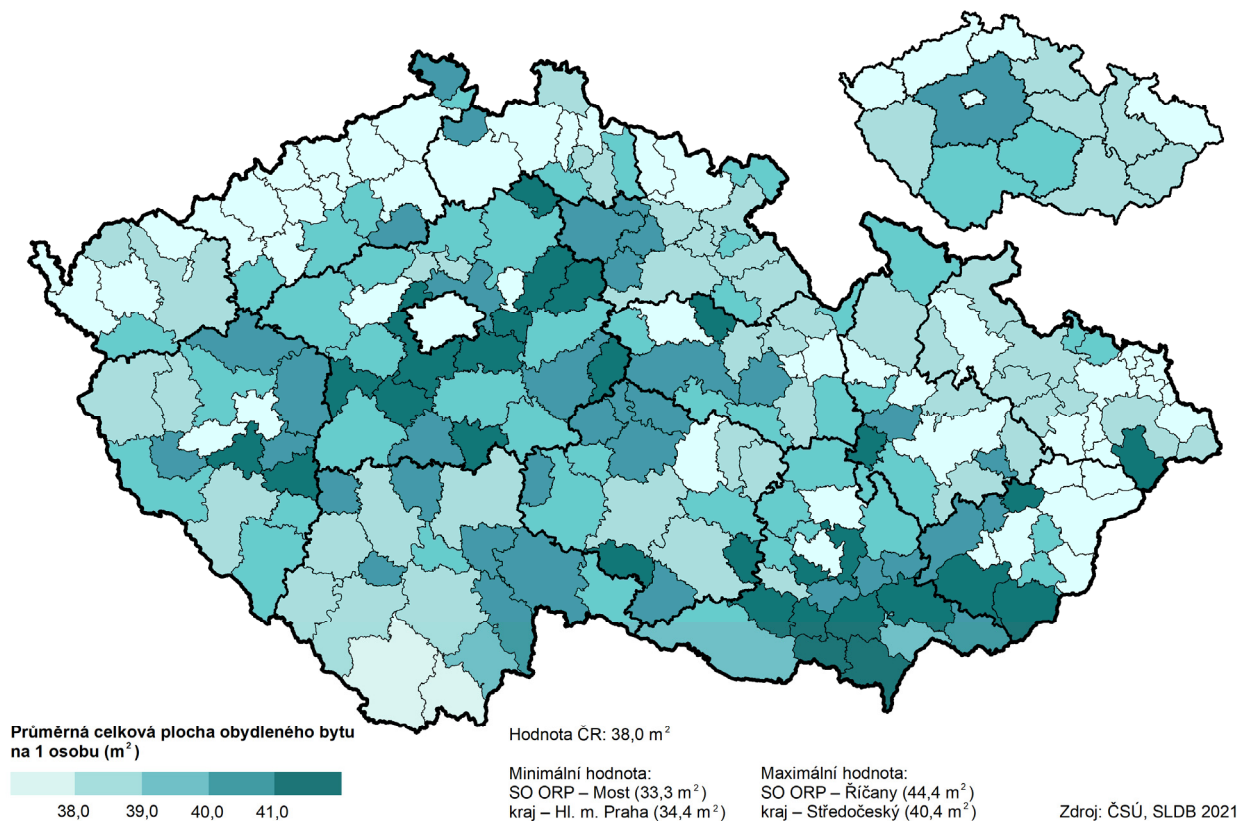 Průměrná celková plocha obydleného bytu
na 1 osobu (m²)
38,0 39,0 40,0 41,0
Hodnota ČR: 38,0 m²
Minimální hodnota:
SO ORP – Most (33,3 m²)
kraj – Hl. m. Praha (34,4 m²)
Maximální hodnota:
SO ORP – Říčany (44,4 m²)
kraj – Středočeský (40,4 m²)
Zdroj: ČSÚ, SLDB 2021